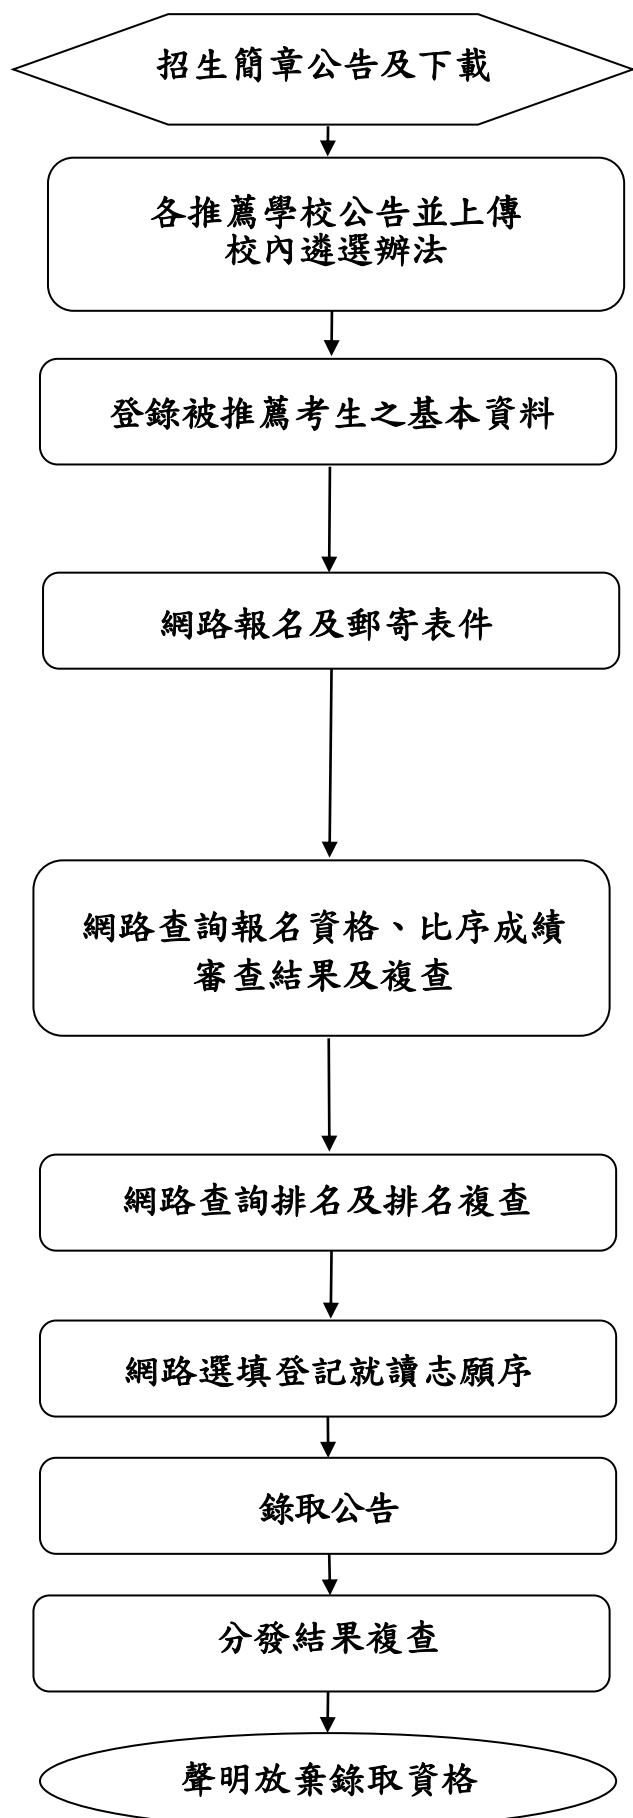 招生簡章公告及下載
各推薦學校公告並上傳
校內遴選辦法
登錄被推薦考生之基本資料
網路報名及郵寄表件
網路查詢報名資格、比序成績
審查結果及複查
網路查詢排名及排名複查
網路選填登記就讀志願序
錄取公告
分發結果複查
聲明放棄錄取資格